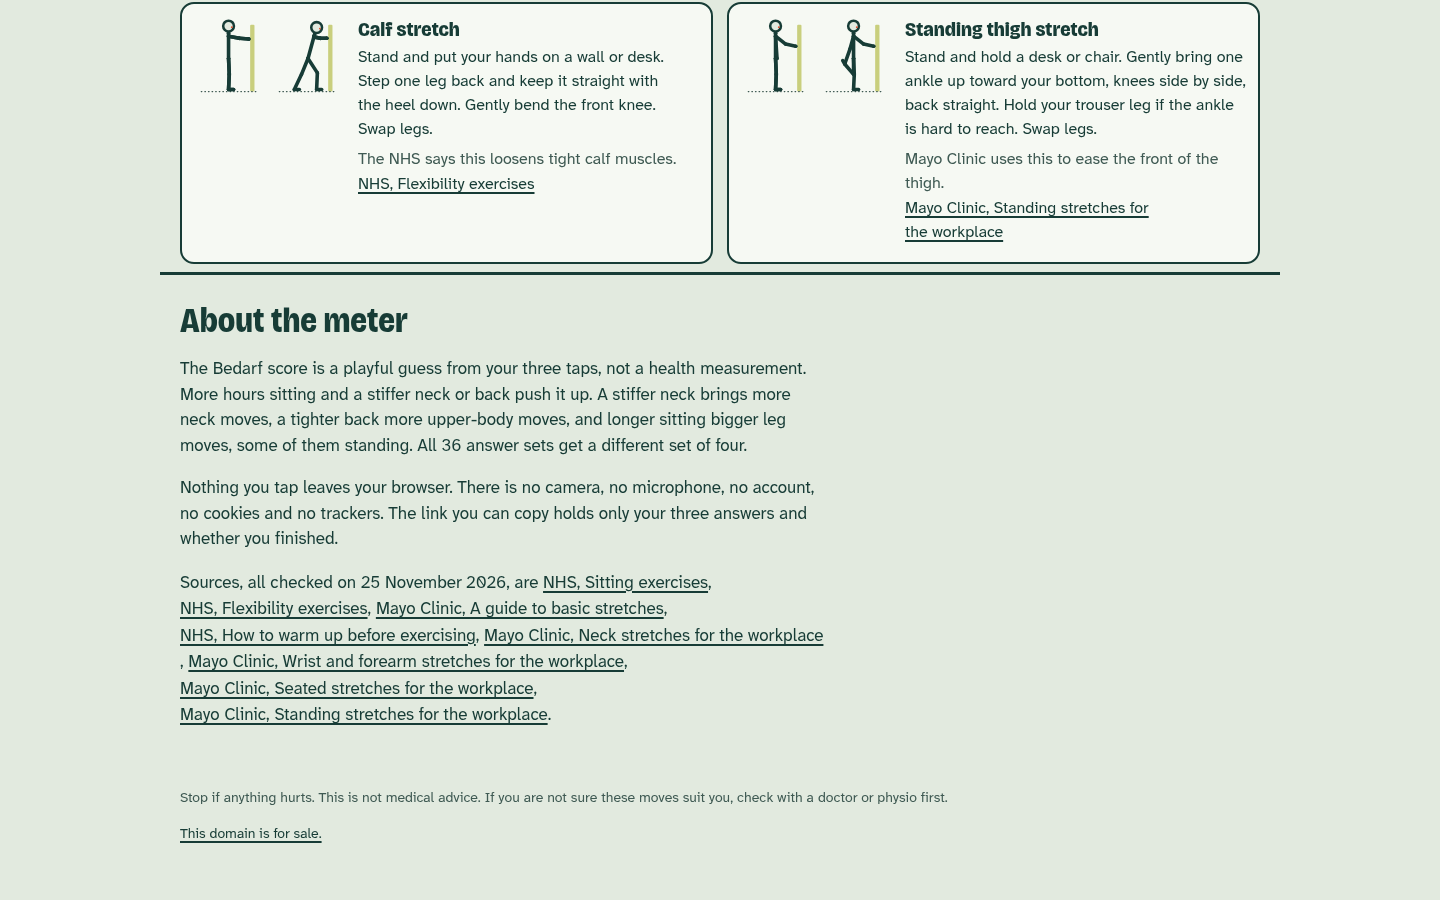 Calf stretch
Stand and put your hands on a wall or desk.
Step one leg back and keep it straight with
the heel down. Gently bend the front knee.
Swap legs.
The NHS says this loosens tight calf muscles.
NHS, Flexibility exercises
Standing thigh stretch
Stand and hold a desk or chair. Gently bring one
ankle up toward your bottom, knees side by side,
back straight. Hold your trouser leg if the ankle
is hard to reach. Swap legs.
Mayo Clinic uses this to ease the front of the
thigh.
Mayo Clinic, Standing stretches for
the workplace
About the meter
The Bedarf score is a playful guess from your three taps, not a health measurement.
More hours sitting and a stiffer neck or back push it up. A stiffer neck brings more
neck moves, a tighter back more upper-body moves, and longer sitting bigger leg
moves, some of them standing. All 36 answer sets get a different set of four.
Nothing you tap leaves your browser. There is no camera, no microphone, no account,
no cookies and no trackers. The link you can copy holds only your three answers and
whether you finished.
Sources, all checked on 25 November 2026, are NHS, Sitting exercises,
NHS, Flexibility exercises, Mayo Clinic, A guide to basic stretches,
NHS, How to warm up before exercising, Mayo Clinic, Neck stretches for the workplace
, Mayo Clinic, Wrist and forearm stretches for the workplace,
Mayo Clinic, Seated stretches for the workplace,
Mayo Clinic, Standing stretches for the workplace.
Stop if anything hurts. This is not medical advice. If you are not sure these moves suit you, check with a doctor or physio first.
This domain is for sale.